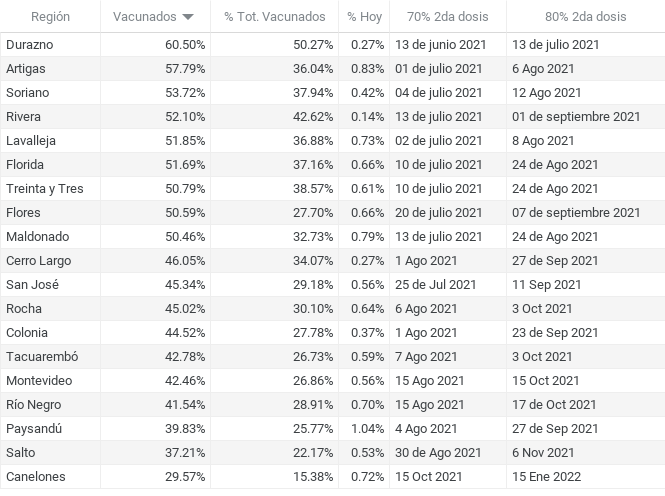 Región Vacunados % Tot. Vacunados % Hoy 70% 2da dosis 80% 2da dosis
Durazno 60.50% 50.27% 0.27% 13 de junio 2021 13 de julio 2021
Artigas 57.79% 36.04% 0.83% 01 de julio 2021 6 Ago 2021
Soriano 53.72% 37.94% 0.42% 04 de julio 2021 12 Ago 2021
Rivera 52.10% 42.62% 0.14% 13 de julio 2021 01 de septiembre 2021
Lavalleja 51.85% 36.88% 0.73% 02 de julio 2021 8 Ago 2021
Florida 51.69% 37.16% 0.66% 10 de julio 2021 24 de Ago 2021
Treinta y Tres 50.79% 38.57% 0.61% 10 de julio 2021 24 de Ago 2021
Flores 50.59% 27.70% 0.66% 20 de julio 2021 07 de septiembre 2021
Maldonado 50.46% 32.73% 0.79% 13 de julio 2021 24 de Ago 2021
Cerro Largo 46.05% 34.07% 0.27% 1 Ago 2021 27 de Sep 2021
San José 45.34% 29.18% 0.56% 25 de Jul 2021 11 Sep 2021
Rocha 45.02% 30.10% 0.64% 6 Ago 2021 3 Oct 2021
Colonia 44.52% 27.78% 0.37% 1 Ago 2021 23 de Sep 2021
Tacuarembó 42.78% 26.73% 0.59% 7 Ago 2021 3 Oct 2021
Montevideo 42.46% 26.86% 0.56% 15 Ago 2021 15 Oct 2021
Río Negro 41.54% 28.91% 0.70% 15 Ago 2021 17 de Oct 2021
Paysandú 39.83% 25.77% 1.04% 4 Ago 2021 27 de Sep 2021
Salto 37.21% 22.17% 0.53% 30 de Ago 2021 6 Nov 2021
Canelones 29.57% 15.38% 0.72% 15 Oct 2021 15 Ene 2022